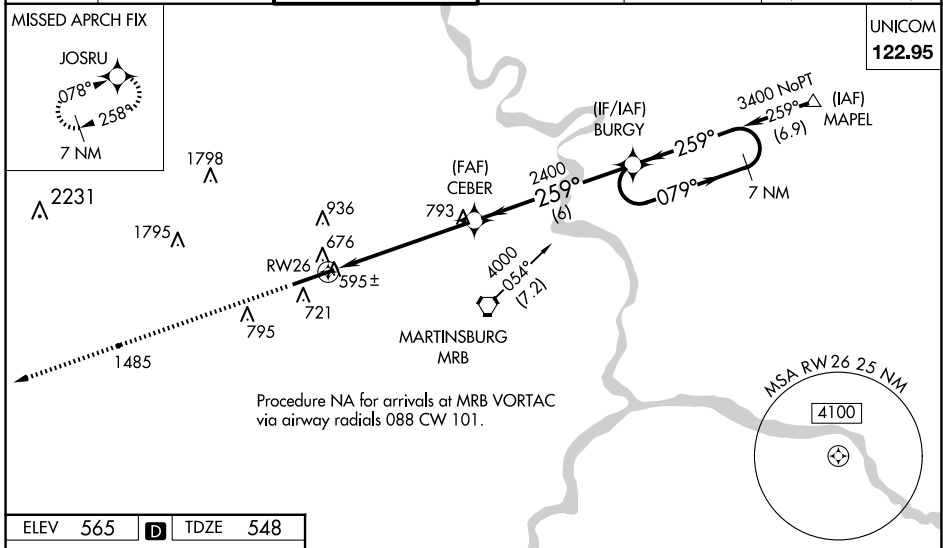 MISSED APRCH FIX
JOSRU
078°
258°
7 NM
UNICOM
122.95
(IF/IAF)
BURGY
3400 NoPT
259°
(6.9)
(IAF)
MAPEL
259°
079°
7 NM
(FAF)
CEBER
2400
259°
(6)
1798
2231
1795
936
793
676
RW26
595±
721
795
1485
4000
054°
(7.2)
MARTINSBURG
MRB
Procedure NA for arrivals at MRB VORTAC
via airway radials 088 CW 101.
MSA RW 26 25 NM
4100
ELEV 565 D TDZE 548